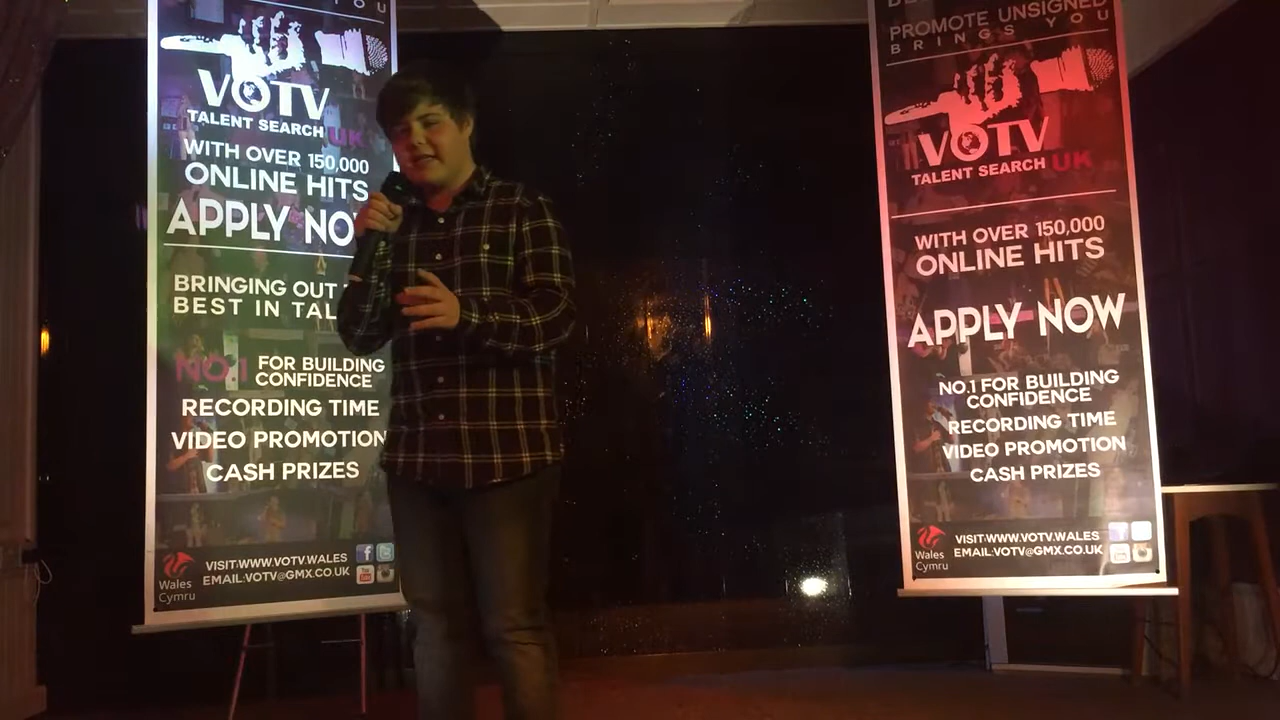 YOU
VOTV
TALENT SEARCH UK
WITH OVER 150,000
ONLINE HITS
APPLY NO
BRINGING OUT
BEST IN TAL
NO.1 FOR BUILDING
CONFIDENCE
RECORDING TIME
VIDEO PROMOTION
CASH PRIZES
Wales
Cymru
VISIT:WWW.VOTV.WALES
EMAIL:VOTV@GMX.CO.UK
PROMOTE UNSIGNED
BRINGS YOU
VOTV
TALENT SEARCH UK
WITH OVER 150,000
ONLINE HITS
APPLY NOW
NO.1 FOR BUILDING
CONFIDENCE
RECORDING TIME
VIDEO PROMOTION
CASH PRIZES
Wales
Cymru
VISIT:WWW.VOTV.WALES
EMAIL:VOTV@GMX.CO.UK